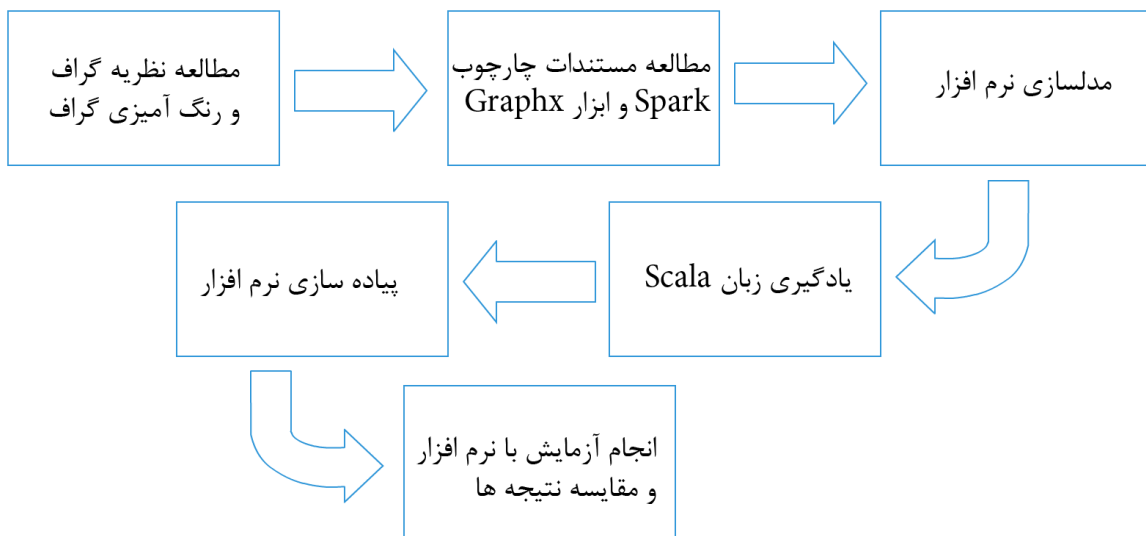 مطالعه نظریه گراف
و رنگ آمیزی گراف
مطالعه مستندات چارچوب
Spark و ابزار Graphx
مدلسازی نرم افزار
یادگیری زبان Scala
پیاده سازی نرم افزار
انجام آزمایش با نرم افزار
و مقایسه نتیجه ها